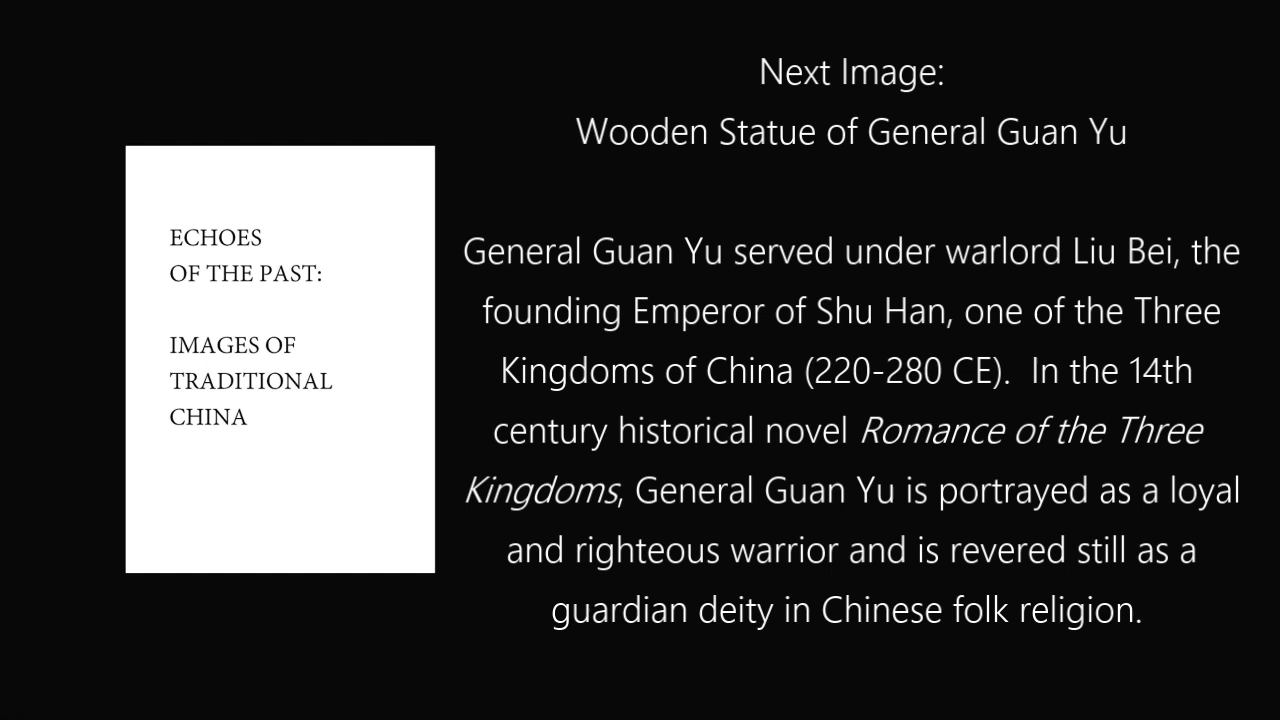 ECHOES
OF THE PAST:
IMAGES OF
TRADITIONAL
CHINA
Next Image:
Wooden Statue of General Guan Yu
General Guan Yu served under warlord Liu Bei, the
founding Emperor of Shu Han, one of the Three
Kingdoms of China (220-280 CE).  In the 14th
century historical novel Romance of the Three
Kingdoms, General Guan Yu is portrayed as a loyal
and righteous warrior and is revered still as a
guardian deity in Chinese folk religion.